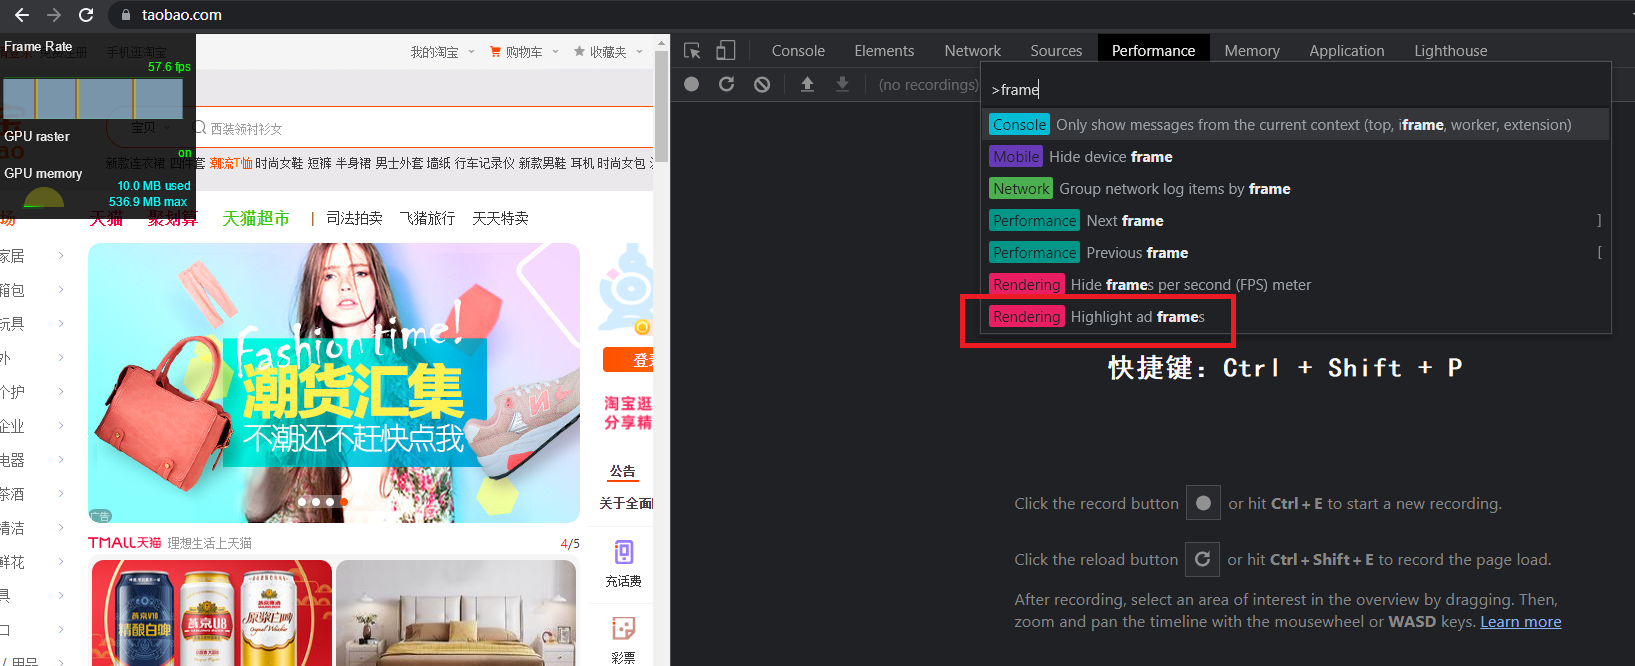 taobao.com
Frame Rate
57.6 fps
GPU raster
on
GPU memory
10.0 MB used
536.9 MB max
手机逛淘宝
我的淘宝
购物车
收藏夹
宝贝
西装领衬衫女
新款连衣裙 四件套 潮流T恤 时尚女鞋 短裤 半身裙 男士外套 墙纸 行车记录仪 新款男鞋 耳机 时尚女包
天猫 聚划算 天猫超市 | 司法拍卖 飞猪旅行 天天特卖
家居
箱包
玩具
外
个护
企业
电器
茶酒
清洁
鲜花
具
口
/ 用品
Fashion time!
潮货汇集
不潮还不赶快点我
广告
登录
淘宝逛
分享精
公告
关于全面
TMALL天猫 理想生活上天猫
4/5
充话费
彩票
燕京V10
精酿白啤
燕京U8
Console
Elements
Network
Sources
Performance
Memory
Application
Lighthouse
(no recordings)
>frame
Console Only show messages from the current context (top, iframe, worker, extension)
Mobile Hide device frame
Network Group network log items by frame
Performance Next frame ]
Performance Previous frame [
Rendering Hide frames per second (FPS) meter
Rendering Highlight ad frames
快捷键：Ctrl + Shift + P
Click the record button or hit Ctrl + E to start a new recording.
Click the reload button or hit Ctrl + Shift + E to record the page load.
After recording, select an area of interest in the overview by dragging. Then,
zoom and pan the timeline with the mousewheel or WASD keys. Learn more